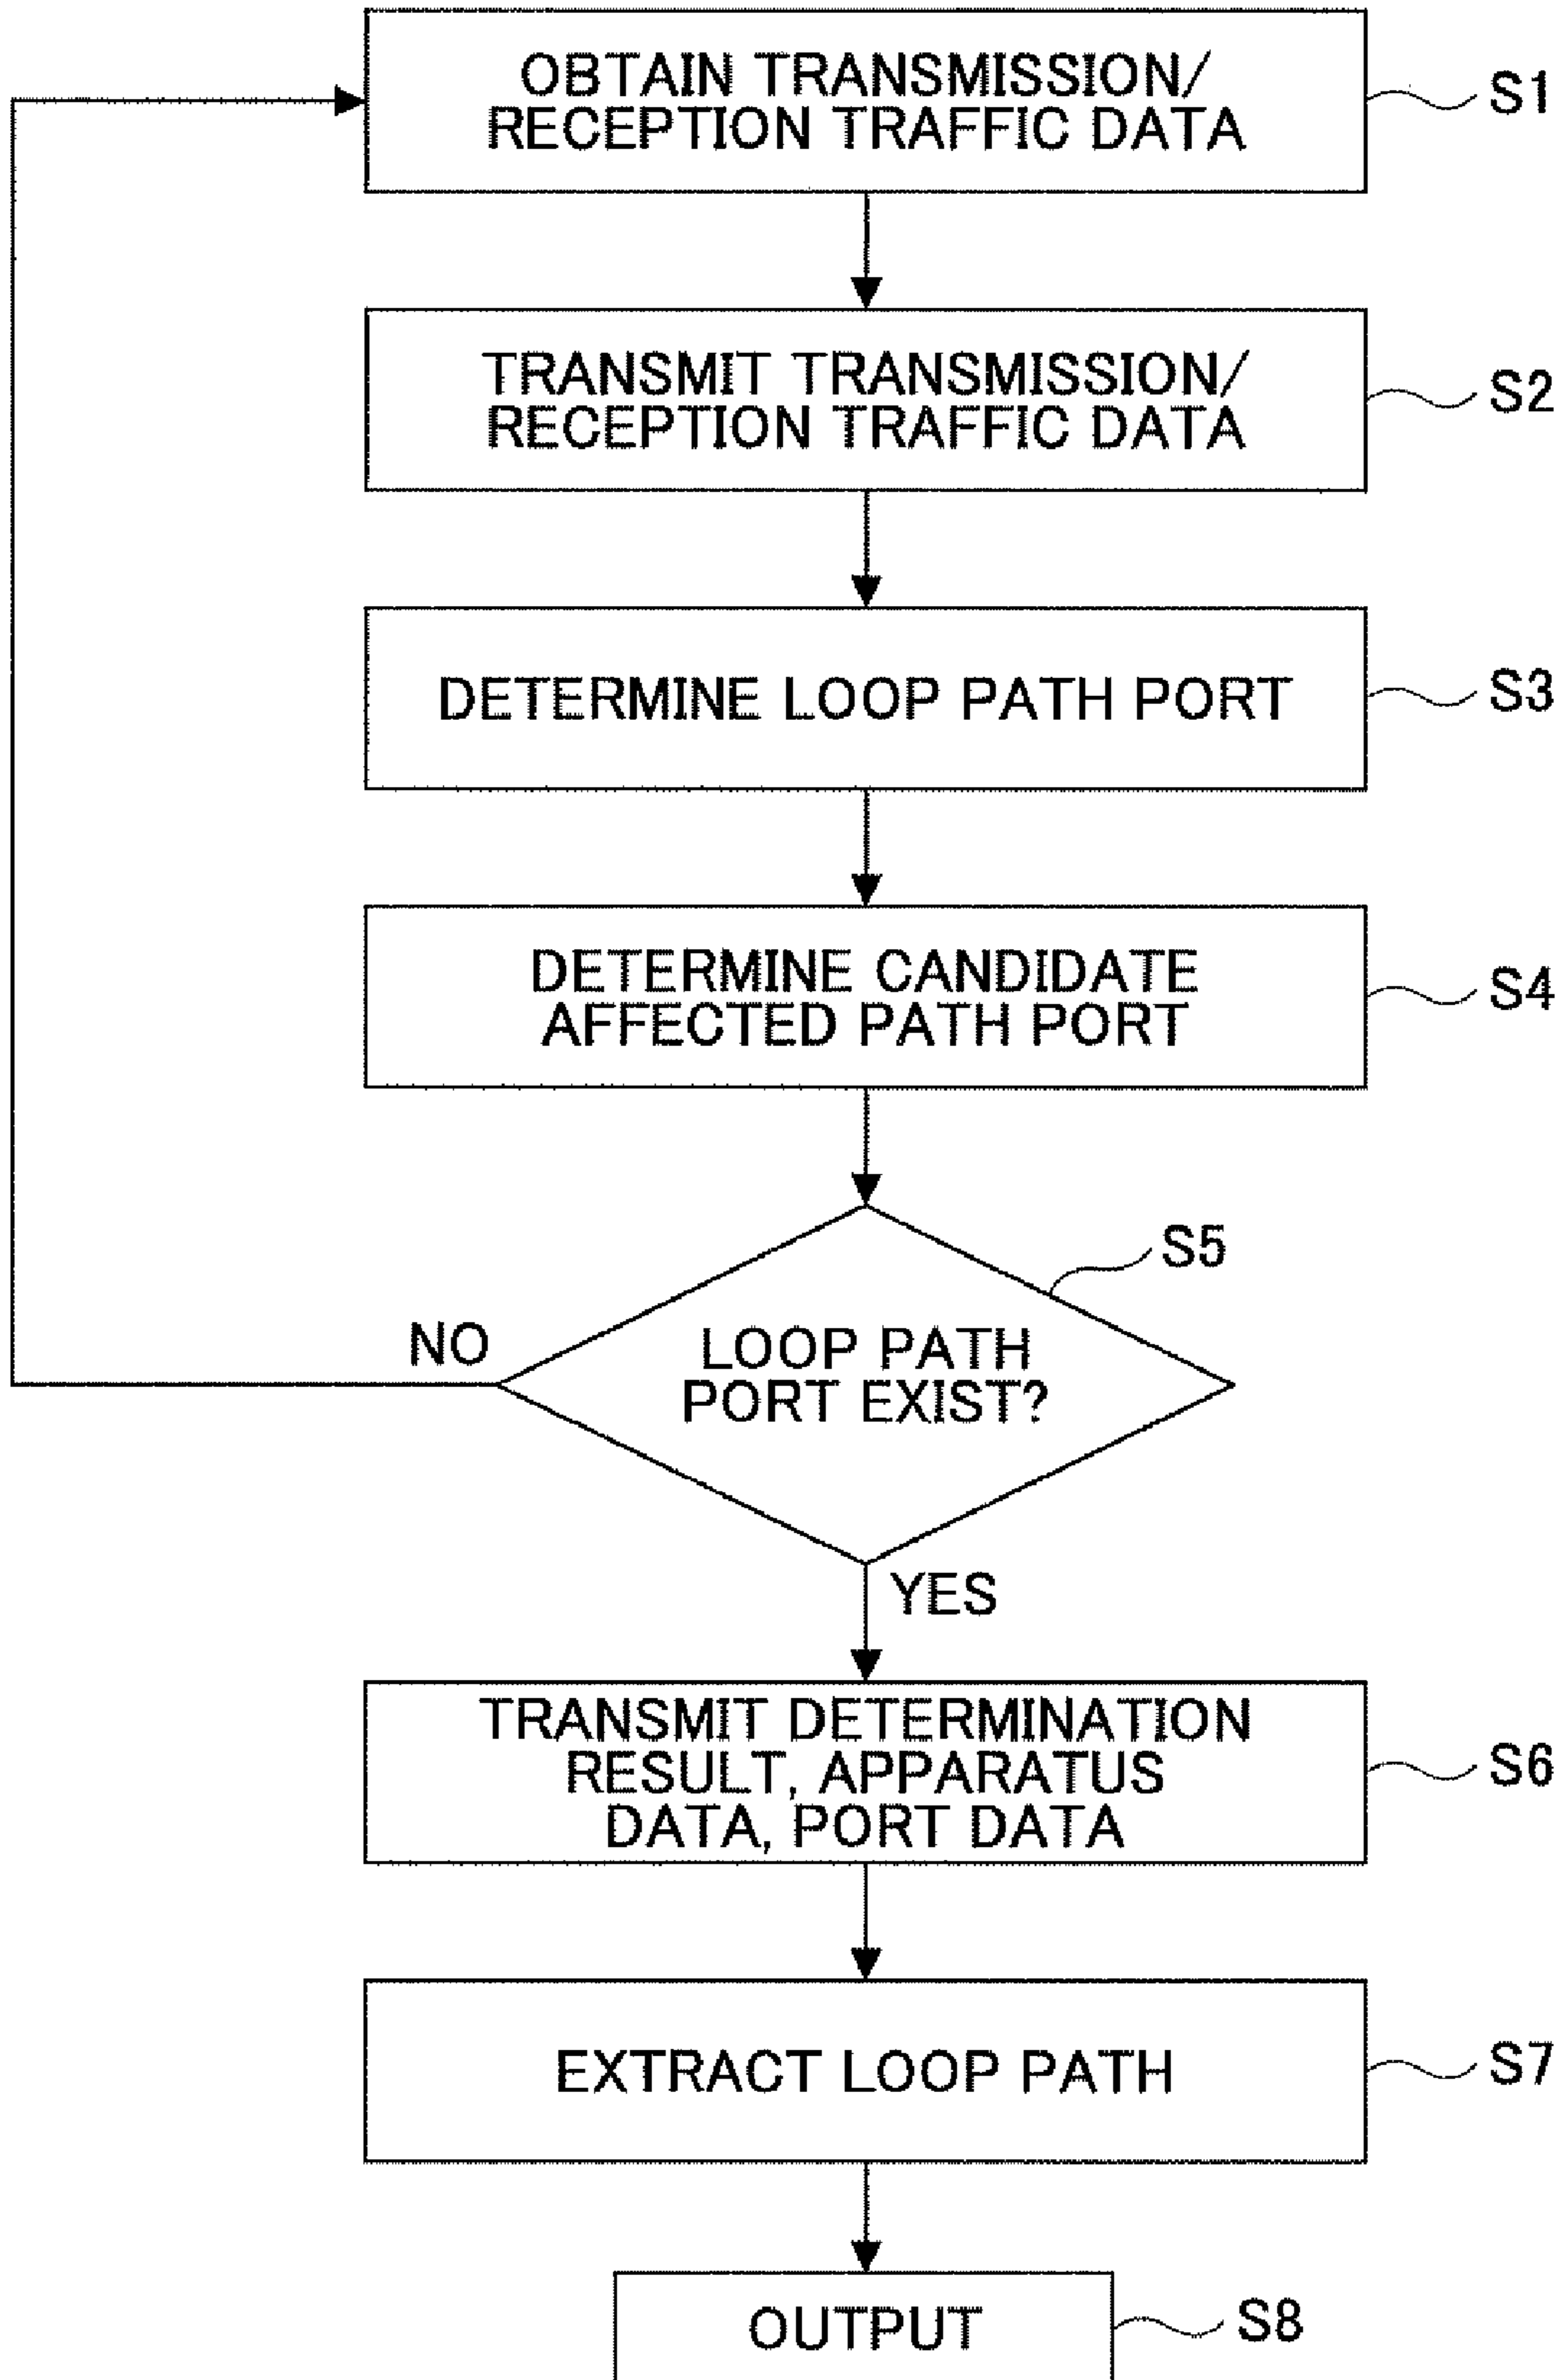 OBTAIN TRANSMISSION/
RECEPTION TRAFFIC DATA
S1
TRANSMIT TRANSMISSION/
RECEPTION TRAFFIC DATA
S2
DETERMINE LOOP PATH PORT
S3
DETERMINE CANDIDATE
AFFECTED PATH PORT
S4
S5
NO
LOOP PATH
PORT EXIST?
YES
TRANSMIT DETERMINATION
RESULT, APPARATUS
DATA, PORT DATA
S6
EXTRACT LOOP PATH
S7
OUTPUT
S8